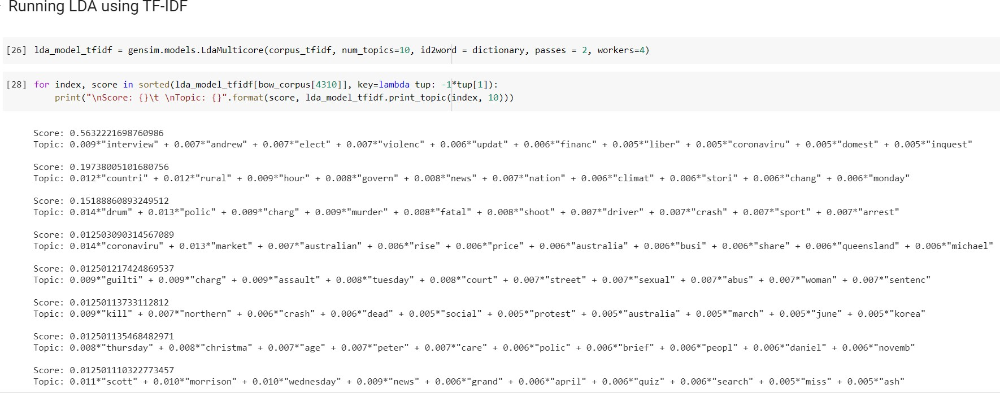 Running LDA using TF-IDF
[26] lda_model_tfidf = gensim.models.LdaMulticore(corpus_tfidf, num_topics=10, id2word = dictionary, passes = 2, workers=4)
[28] for index, score in sorted(lda_model_tfidf[bow_corpus[4310]], key=lambda tup: -1*tup[1]):
print("\nScore: {}\t \nTopic: {}".format(score, lda_model_tfidf.print_topic(index, 10)))
Score: 0.5632221698760986
Topic: 0.009*"interview" + 0.007*"andrew" + 0.007*"elect" + 0.007*"violenc" + 0.006*"updat" + 0.006*"financ" + 0.005*"liber" + 0.005*"coronaviru" + 0.005*"domest" + 0.005*"inquest"
Score: 0.19738005101680756
Topic: 0.012*"countri" + 0.012*"rural" + 0.009*"hour" + 0.008*"govern" + 0.008*"news" + 0.007*"nation" + 0.006*"climat" + 0.006*"stori" + 0.006*"chang" + 0.006*"monday"
Score: 0.15188860893249512
Topic: 0.014*"drum" + 0.013*"polic" + 0.009*"charg" + 0.009*"murder" + 0.008*"fatal" + 0.008*"shoot" + 0.007*"driver" + 0.007*"crash" + 0.007*"sport" + 0.007*"arrest"
Score: 0.012503090314567089
Topic: 0.014*"coronaviru" + 0.013*"market" + 0.007*"australian" + 0.006*"rise" + 0.006*"price" + 0.006*"australia" + 0.006*"busi" + 0.006*"share" + 0.006*"queensland" + 0.006*"michael"
Score: 0.012501217424869537
Topic: 0.009*"guilti" + 0.009*"charg" + 0.009*"assault" + 0.008*"tuesday" + 0.008*"court" + 0.007*"street" + 0.007*"sexual" + 0.007*"abus" + 0.007*"woman" + 0.007*"sentenc"
Score: 0.01250113733112812
Topic: 0.009*"kill" + 0.007*"northern" + 0.006*"crash" + 0.006*"dead" + 0.005*"social" + 0.005*"protest" + 0.005*"australia" + 0.005*"march" + 0.005*"june" + 0.005*"korea"
Score: 0.012501135468482971
Topic: 0.008*"thursday" + 0.008*"christma" + 0.007*"age" + 0.007*"peter" + 0.007*"care" + 0.006*"polic" + 0.006*"brief" + 0.006*"peopl" + 0.006*"daniel" + 0.006*"novemb"
Score: 0.012501110322773457
Topic: 0.011*"scott" + 0.010*"morrison" + 0.010*"wednesday" + 0.009*"news" + 0.006*"grand" + 0.006*"april" + 0.006*"quiz" + 0.006*"search" + 0.005*"miss" + 0.005*"ash"